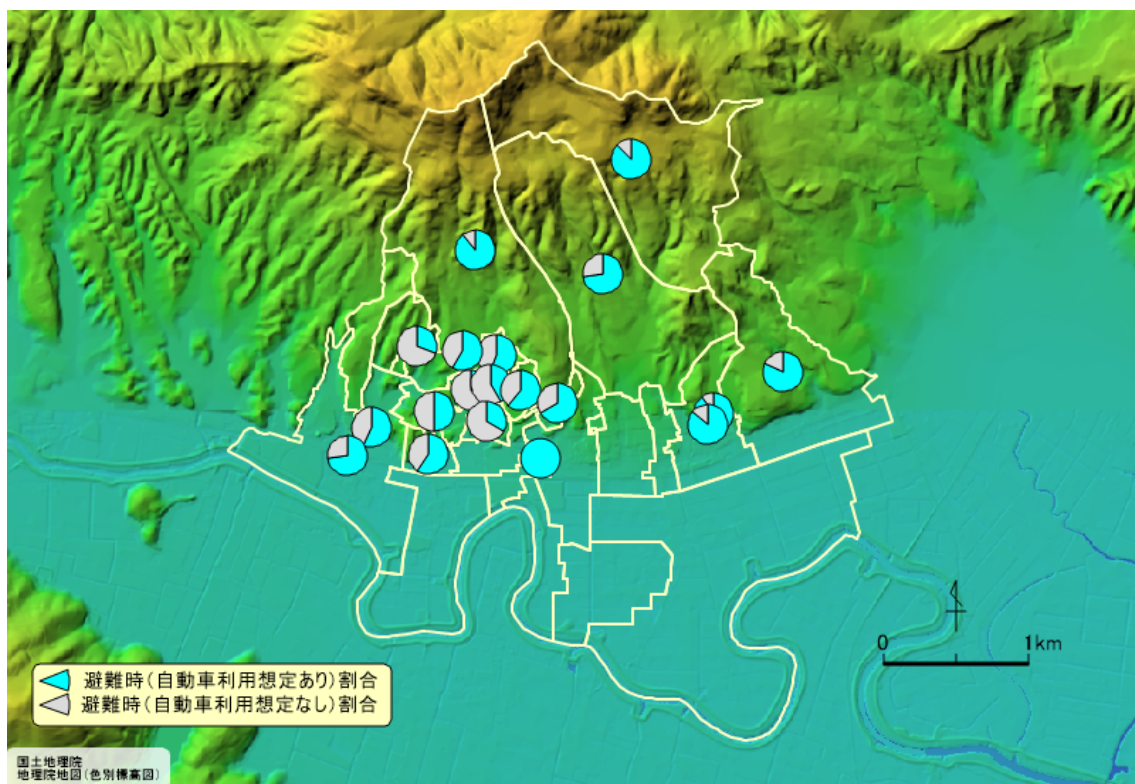 0
1km
避難時(自動車利用想定あり)割合
避難時(自動車利用想定なし)割合
国土地理院
地理院地図(色別標高図)